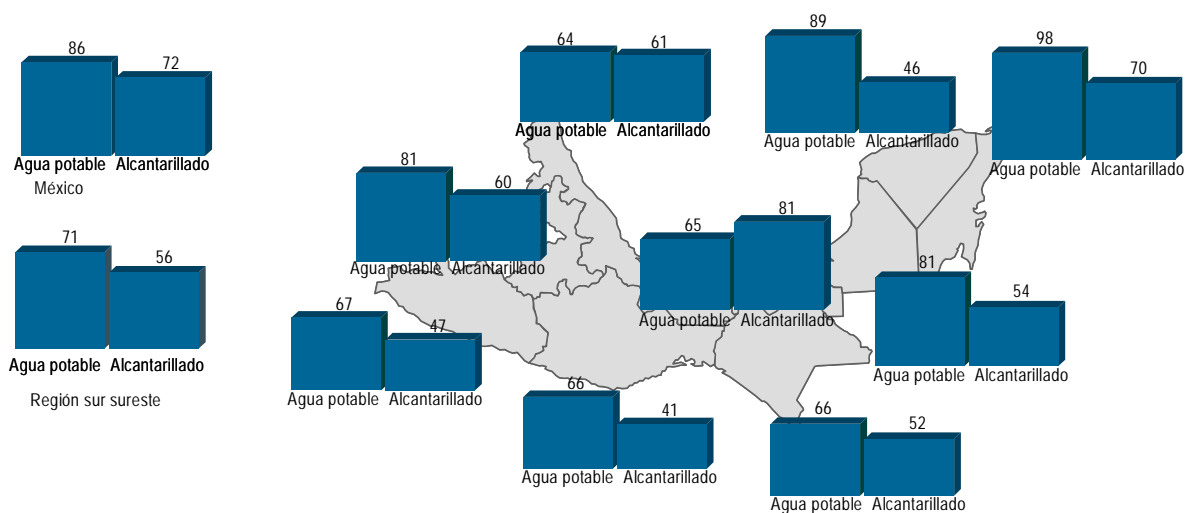 86
72
Agua potable Alcantarillado
México
71
56
Agua potable Alcantarillado
Región sur sureste
64
61
Agua potable Alcantarillado
89
46
Agua potable Alcantarillado
98
70
Agua potable Alcantarillado
81
60
Agua potable Alcantarillado
65
81
Agua potable Alcantarillado
81
54
Agua potable Alcantarillado
67
47
Agua potable Alcantarillado
66
41
Agua potable Alcantarillado
66
52
Agua potable Alcantarillado